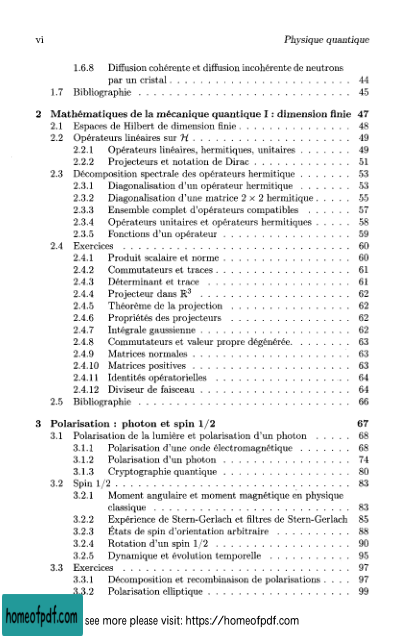 vi Physique quantique
1.6.8 Diffusion cohérente et diffusion incohérente de neutrons
par un cristal . . . . . . . . . . . . . . . . . . . . . . . . 44
1.7 Bibliographie . . . . . . . . . . . . . . . . . . . . . . . . 45
2 Mathématiques de la mécanique quantique I : dimension finie 47
2.1 Espaces de Hilbert de dimension finie . . . . . . . . . . . . . . . 48
2.2 Opérateurs linéaires sur ℋ . . . . . . . . . . . . . . . . . . . . . 49
2.2.1 Opérateurs linéaires, hermitiques, unitaires . . . . . . . 49
2.2.2 Projecteurs et notation de Dirac . . . . . . . . . . . . . 51
2.3 Décomposition spectrale des opérateurs hermitiques . . . . . . . 53
2.3.1 Diagonalisation d'un opérateur hermitique . . . . . . . 53
2.3.2 Diagonalisation d'une matrice 2 × 2 hermitique . . . . . 55
2.3.3 Ensemble complet d'opérateurs compatibles . . . . . . 57
2.3.4 Opérateurs unitaires et opérateurs hermitiques . . . . . 58
2.3.5 Fonctions d'un opérateur . . . . . . . . . . . . . . . . . 59
2.4 Exercices . . . . . . . . . . . . . . . . . . . . . . . . . . 60
2.4.1 Produit scalaire et norme . . . . . . . . . . . . . . . . . 60
2.4.2 Commutateurs et traces . . . . . . . . . . . . . . . . . . 61
2.4.3 Déterminant et trace . . . . . . . . . . . . . . . . . . . 61
2.4.4 Projecteur dans ℝ³ . . . . . . . . . . . . . . . . . . . . 62
2.4.5 Théorème de la projection . . . . . . . . . . . . . . . . 62
2.4.6 Propriétés des projecteurs . . . . . . . . . . . . . . . . 62
2.4.7 Intégrale gaussienne . . . . . . . . . . . . . . . . . . . . 62
2.4.8 Commutateurs et valeur propre dégénérée. . . . . . . . 63
2.4.9 Matrices normales . . . . . . . . . . . . . . . . . . . . . 63
2.4.10 Matrices positives . . . . . . . . . . . . . . . . . . . . . 63
2.4.11 Identités opératorielles . . . . . . . . . . . . . . . . . . 64
2.4.12 Diviseur de faisceau . . . . . . . . . . . . . . . . . . . . 64
2.5 Bibliographie . . . . . . . . . . . . . . . . . . . . . . . . 66
3 Polarisation : photon et spin 1/2 67
3.1 Polarisation de la lumière et polarisation d'un photon . . . . . 68
3.1.1 Polarisation d'une onde électromagnétique . . . . . . . 68
3.1.2 Polarisation d'un photon . . . . . . . . . . . . . . . . . 74
3.1.3 Cryptographie quantique . . . . . . . . . . . . . . . . . 80
3.2 Spin 1/2 . . . . . . . . . . . . . . . . . . . . . . . . . . . 83
3.2.1 Moment angulaire et moment magnétique en physique
classique . . . . . . . . . . . . . . . . . . . . . . . . . . 83
3.2.2 Expérience de Stern-Gerlach et filtres de Stern-Gerlach 85
3.2.3 États de spin d'orientation arbitraire . . . . . . . . . . 88
3.2.4 Rotation d'un spin 1/2 . . . . . . . . . . . . . . . . . . 90
3.2.5 Dynamique et évolution temporelle . . . . . . . . . . . 95
3.3 Exercices . . . . . . . . . . . . . . . . . . . . . . . . . . 97
3.3.1 Décomposition et recombinaison de polarisations . . . . 97
3.3.2 Polarisation elliptique . . . . . . . . . . . . . . . . . . . 99
homeofpdf.com see more please visit: https://homeofpdf.com